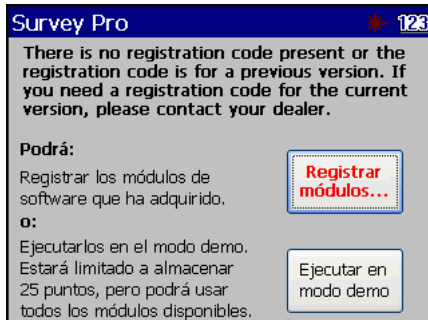 Survey Pro 123
There is no registration code present or the
registration code is for a previous version. If
you need a registration code for the current
version, please contact your dealer.
Podrá:
Registrar los módulos de
software que ha adquirido.
Registrar
módulos...
o:
Ejecutarlos en el modo demo.
Estará limitado a almacenar
25 puntos, pero podrá usar
todos los módulos disponibles.
Ejecutar en
modo demo